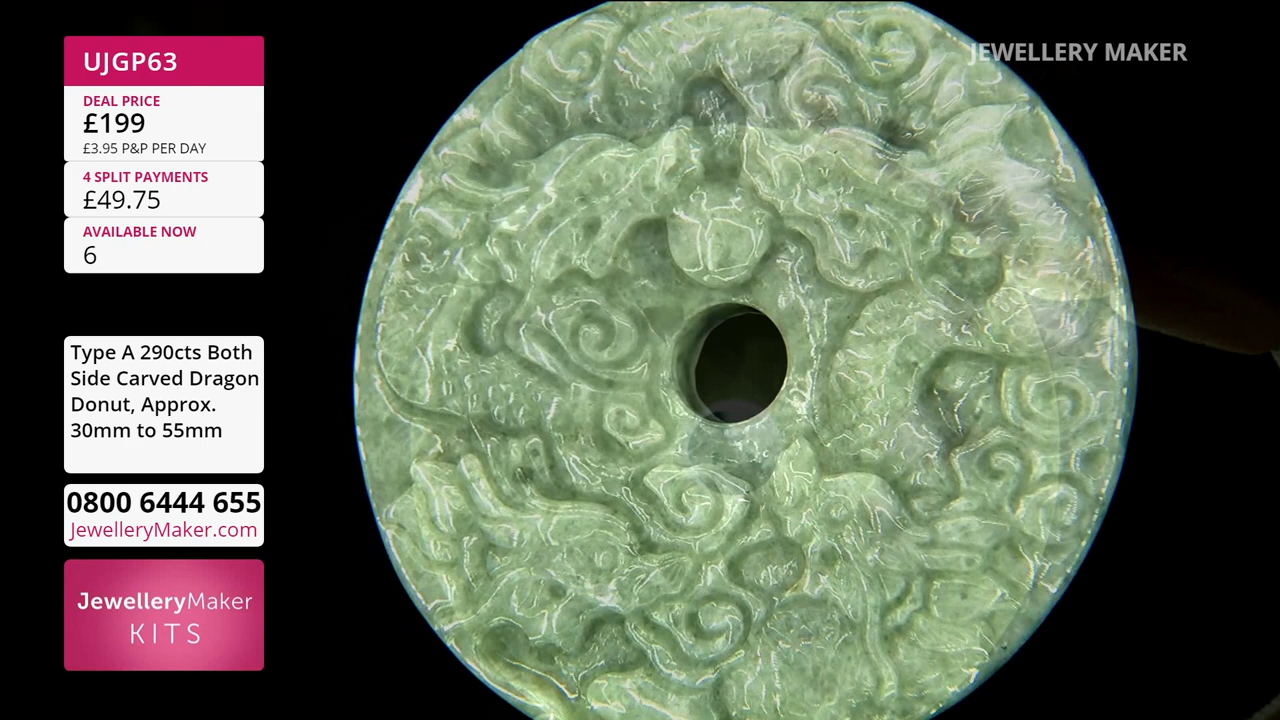 UJGP63
DEAL PRICE
£199
£3.95 P&P PER DAY
4 SPLIT PAYMENTS
£49.75
AVAILABLE NOW
6
Type A 290cts Both
Side Carved Dragon
Donut, Approx.
30mm to 55mm
0800 6444 655
JewelleryMaker.com
JewelleryMaker
KITS
JEWELLERY MAKER